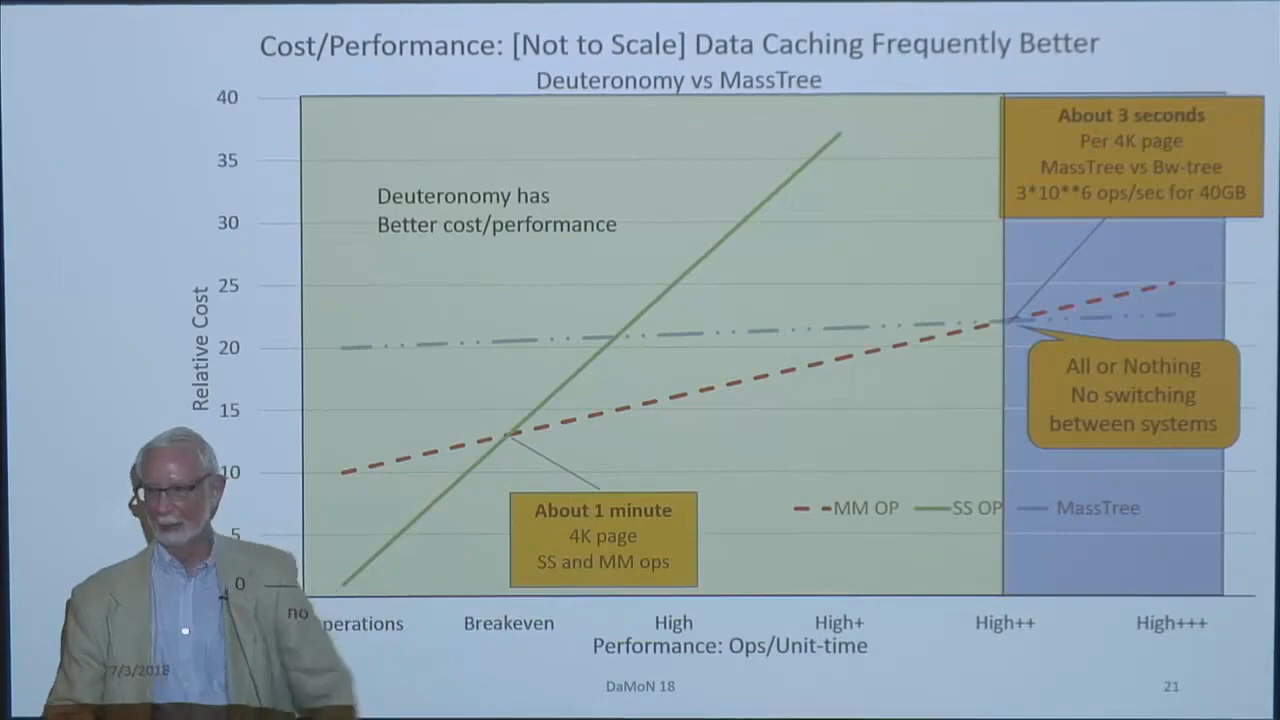 Cost/Performance: [Not to Scale] Data Caching Frequently Better
Deuteronomy vs MassTree
40
35
30
25
20
15
10
5
0
Relative Cost
Deuteronomy has
Better cost/performance
About 3 seconds
Per 4K page
MassTree vs Bw-tree
3*10**6 ops/sec for 40GB
All or Nothing
No switching
between systems
About 1 minute
4K page
SS and MM ops
MM OP SS OP MassTree
no perations Breakeven High High+ High++ High+++
Performance: Ops/Unit-time
7/3/2018 DaMoN 18 21